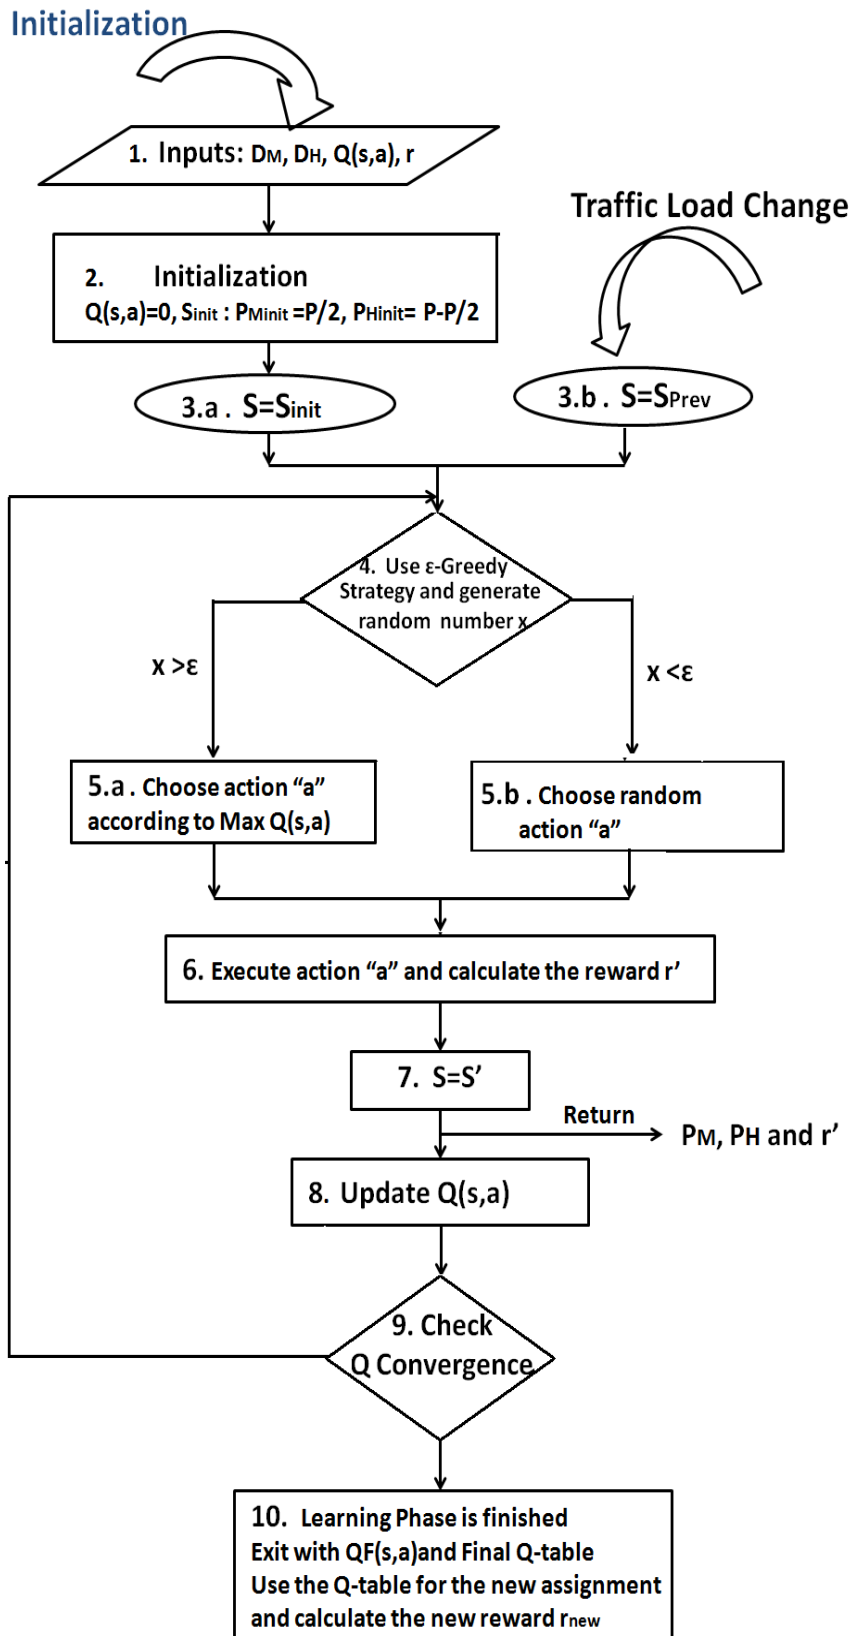 Initialization
1. Inputs: DM, DH, Q(s,a), r
Traffic Load Change
2. Initialization
Q(s,a)=0, Sinit : PMinit =P/2, PHinit= P-P/2
3.a . S=Sinit
3.b . S=SPrev
4. Use ε-Greedy
Strategy and generate
random number x
x >ε
x <ε
5.a . Choose action “a”
according to Max Q(s,a)
5.b . Choose random
action “a”
6. Execute action “a” and calculate the reward r’
7. S=S’
Return
PM, PH and r’
8. Update Q(s,a)
9. Check
Q Convergence
10. Learning Phase is finished
Exit with QF(s,a)and Final Q-table
Use the Q-table for the new assignment
and calculate the new reward rnew